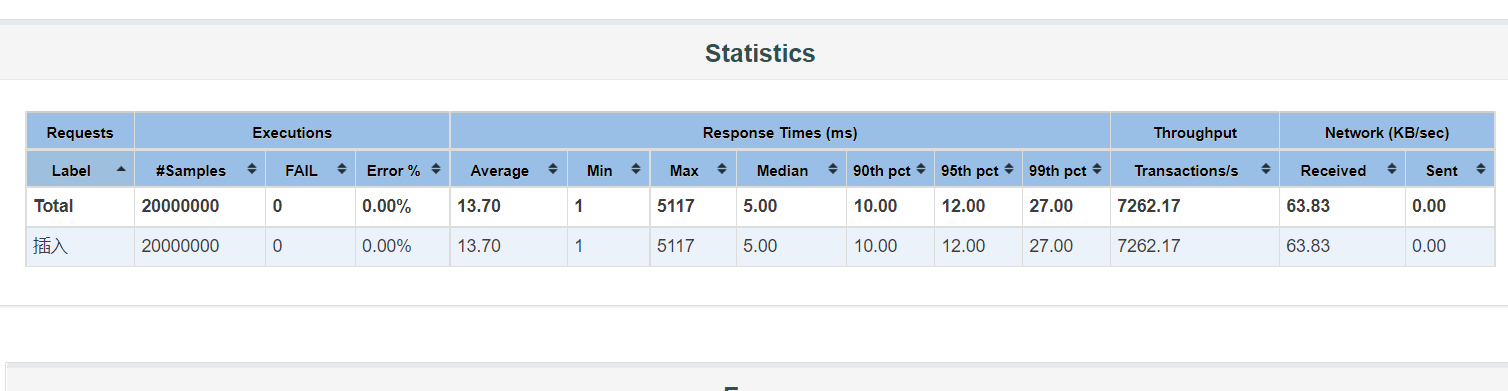 Statistics
Requests Executions Response Times (ms) Throughput Network (KB/sec)
Label #Samples FAIL Error % Average Min Max Median 90th pct 95th pct 99th pct Transactions/s Received Sent
Total 20000000 0 0.00% 13.70 1 5117 5.00 10.00 12.00 27.00 7262.17 63.83 0.00
插入 20000000 0 0.00% 13.70 1 5117 5.00 10.00 12.00 27.00 7262.17 63.83 0.00